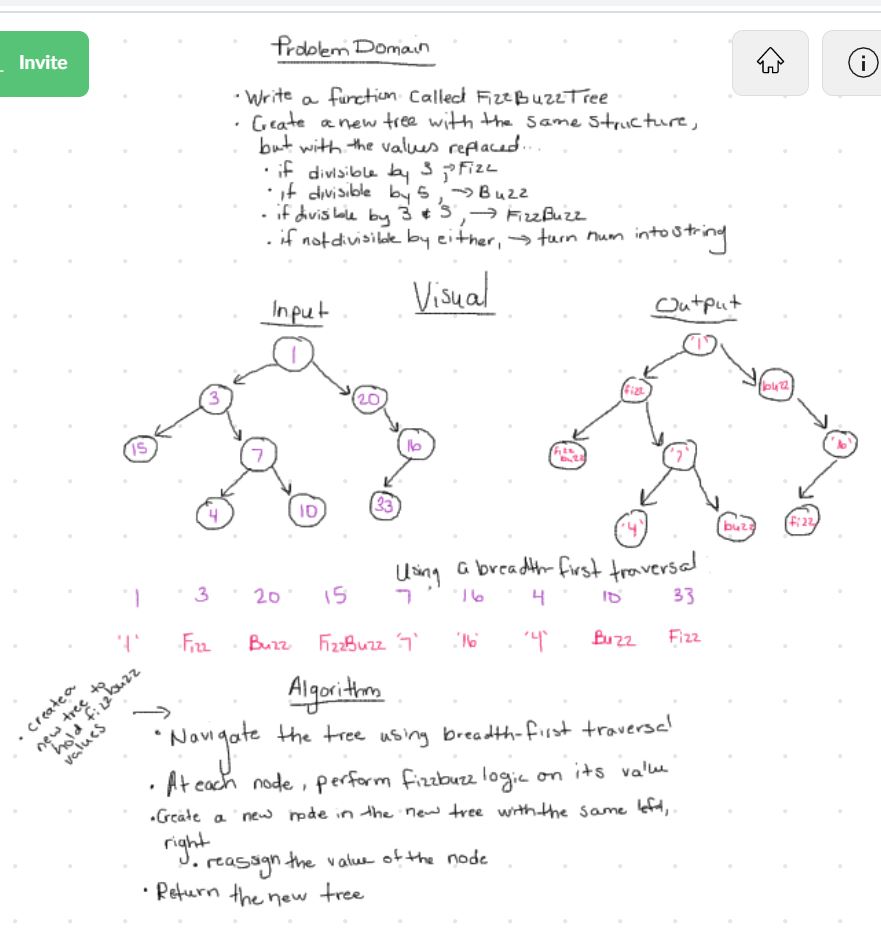 Invite
Problem Domain
• Write a function called FizzBuzzTree
• Create a new tree with the same structure,
but with the values replaced...
• if divisible by 3, → Fizz
• if divisible by 5, → Buzz
• if divisible by 3 & 5, → FizzBuzz
• if not divisible by either, → turn num into string
Visual
Input
1
3
20
15
7
16
4
10
33
Output
'1'
fizz
buzz
Fizz
buzz
'7'
'16'
'4'
buzz
fizz
Using a breadth-first traversal
1 3 20 15 7 16 4 10 33
'1' Fizz Buzz FizzBuzz '7' '16' '4' Buzz Fizz
Algorithm
• create a
new tree to
hold fizzbuzz
values
→
• Navigate the tree using breadth-first traversal
• At each node, perform fizzbuzz logic on its value
• Create a new node in the new tree with the same left,
right
• reassign the value of the node
• Return the new tree